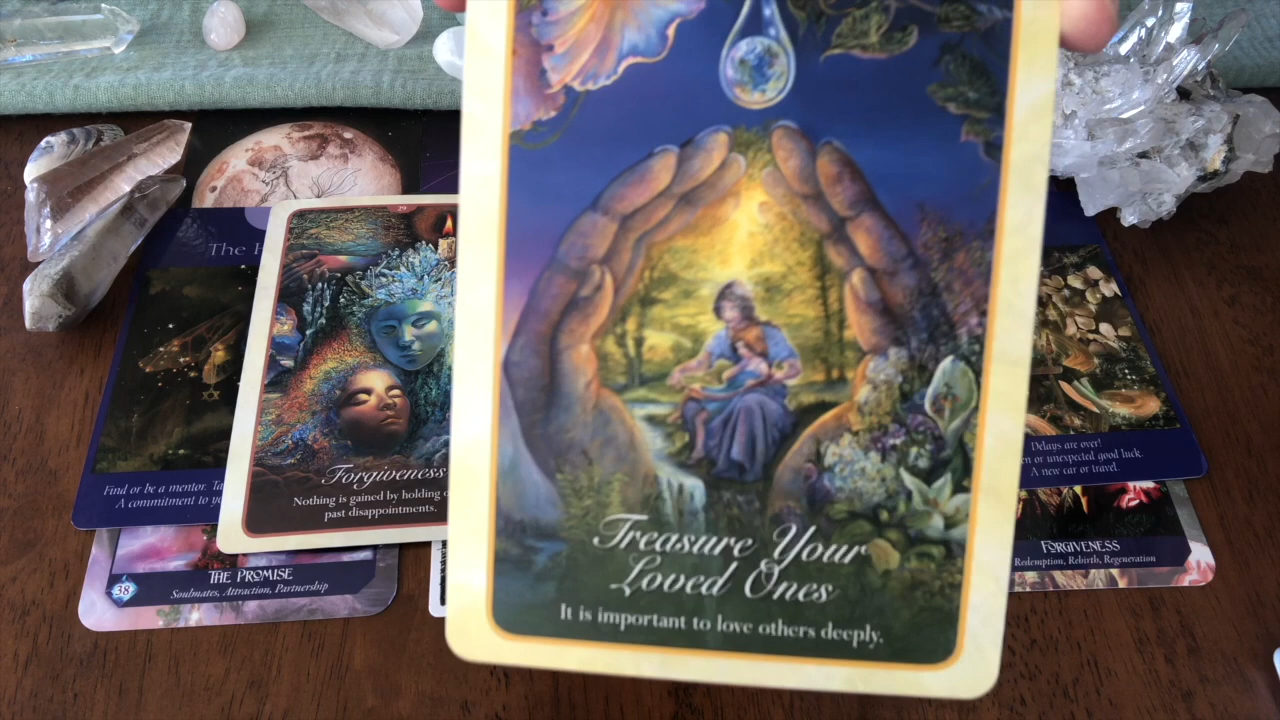 The
Find or be a mentor.
A commitment to
THE PROMISE
38
Soulmates, Attraction, Partnership
29
Forgiveness
Nothing is gained by holding
past disappointments.
Treasure Your
Loved Ones
It is important to love others deeply.
Delays are over!
or unexpected good luck.
A new car or travel.
FORGIVENESS
Redemption, Rebirth, Regeneration